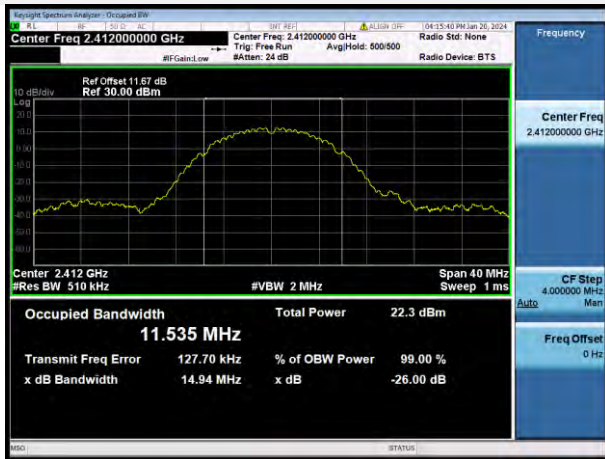 Keysight Spectrum Analyzer - Occupied BW
RL RF 50 Ω AC SENSE:REF ALIGN OFF 04:15:40 PM Jan 20, 2024
Center Freq 2.412000000 GHz
Center Freq: 2.412000000 GHz
Radio Std: None
Trig: Free Run Avg|Hold: 500/500
#IFGain:Low #Atten: 24 dB Radio Device: BTS
Frequency
Ref Offset 11.67 dB
10 dB/div Ref 30.00 dBm
Log
20.0
10.0
0.00
-10.0
-20.0
-30.0
-40.0
-50.0
-60.0
Center Freq
2.412000000 GHz
Center 2.412 GHz Span 40 MHz
#Res BW 510 kHz #VBW 2 MHz Sweep 1 ms
CF Step
4.000000 MHz
Auto Man
Occupied Bandwidth Total Power 22.3 dBm
11.535 MHz
Transmit Freq Error 127.70 kHz % of OBW Power 99.00 %
x dB Bandwidth 14.94 MHz x dB -26.00 dB
Freq Offset
0 Hz
MSG STATUS